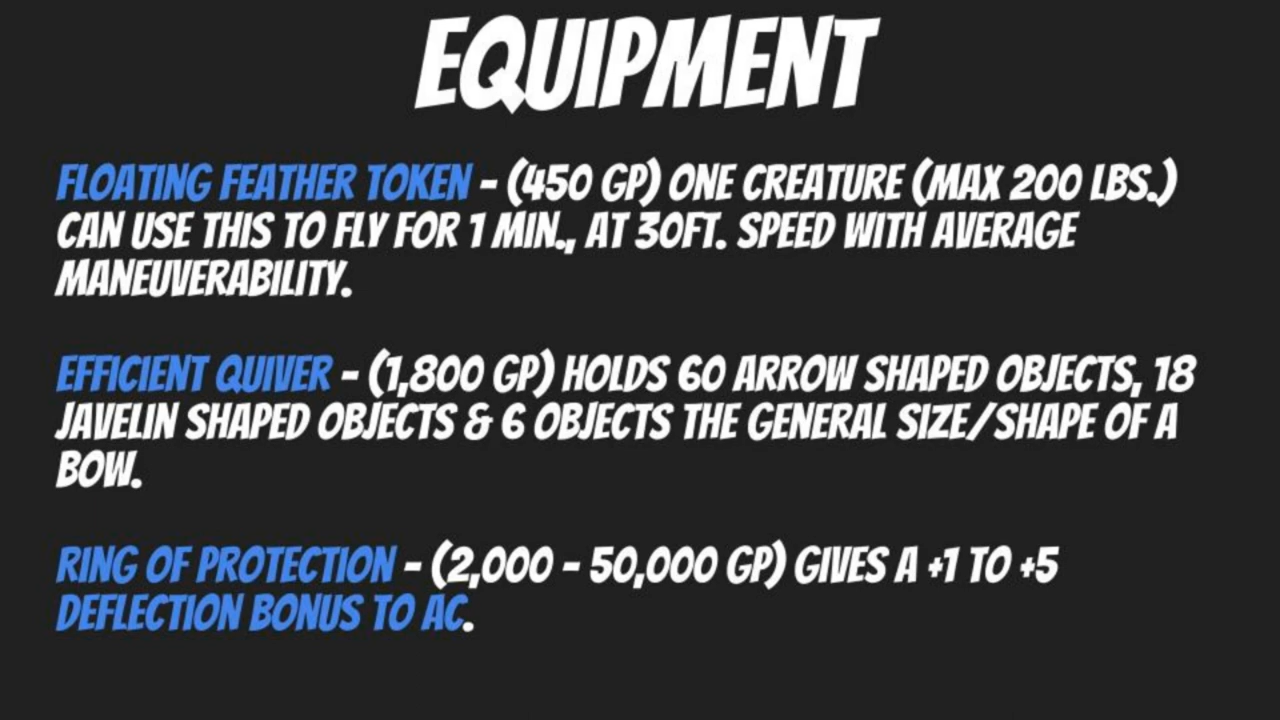 EQUIPMENT
FLOATING FEATHER TOKEN - (450 GP) ONE CREATURE (MAX 200 LBS.)
CAN USE THIS TO FLY FOR 1 MIN., AT 30FT. SPEED WITH AVERAGE
MANEUVERABILITY.
EFFICIENT QUIVER - (1,800 GP) HOLDS 60 ARROW SHAPED OBJECTS, 18
JAVELIN SHAPED OBJECTS & 6 OBJECTS THE GENERAL SIZE/SHAPE OF A
BOW.
RING OF PROTECTION - (2,000 - 50,000 GP) GIVES A +1 TO +5
DEFLECTION BONUS TO AC.